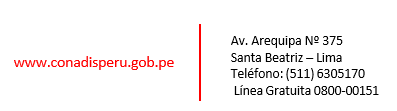 www.conadisperu.gob.pe
Av. Arequipa Nº 375
Santa Beatriz – Lima
Teléfono: (511) 6305170
Línea Gratuita 0800-00151